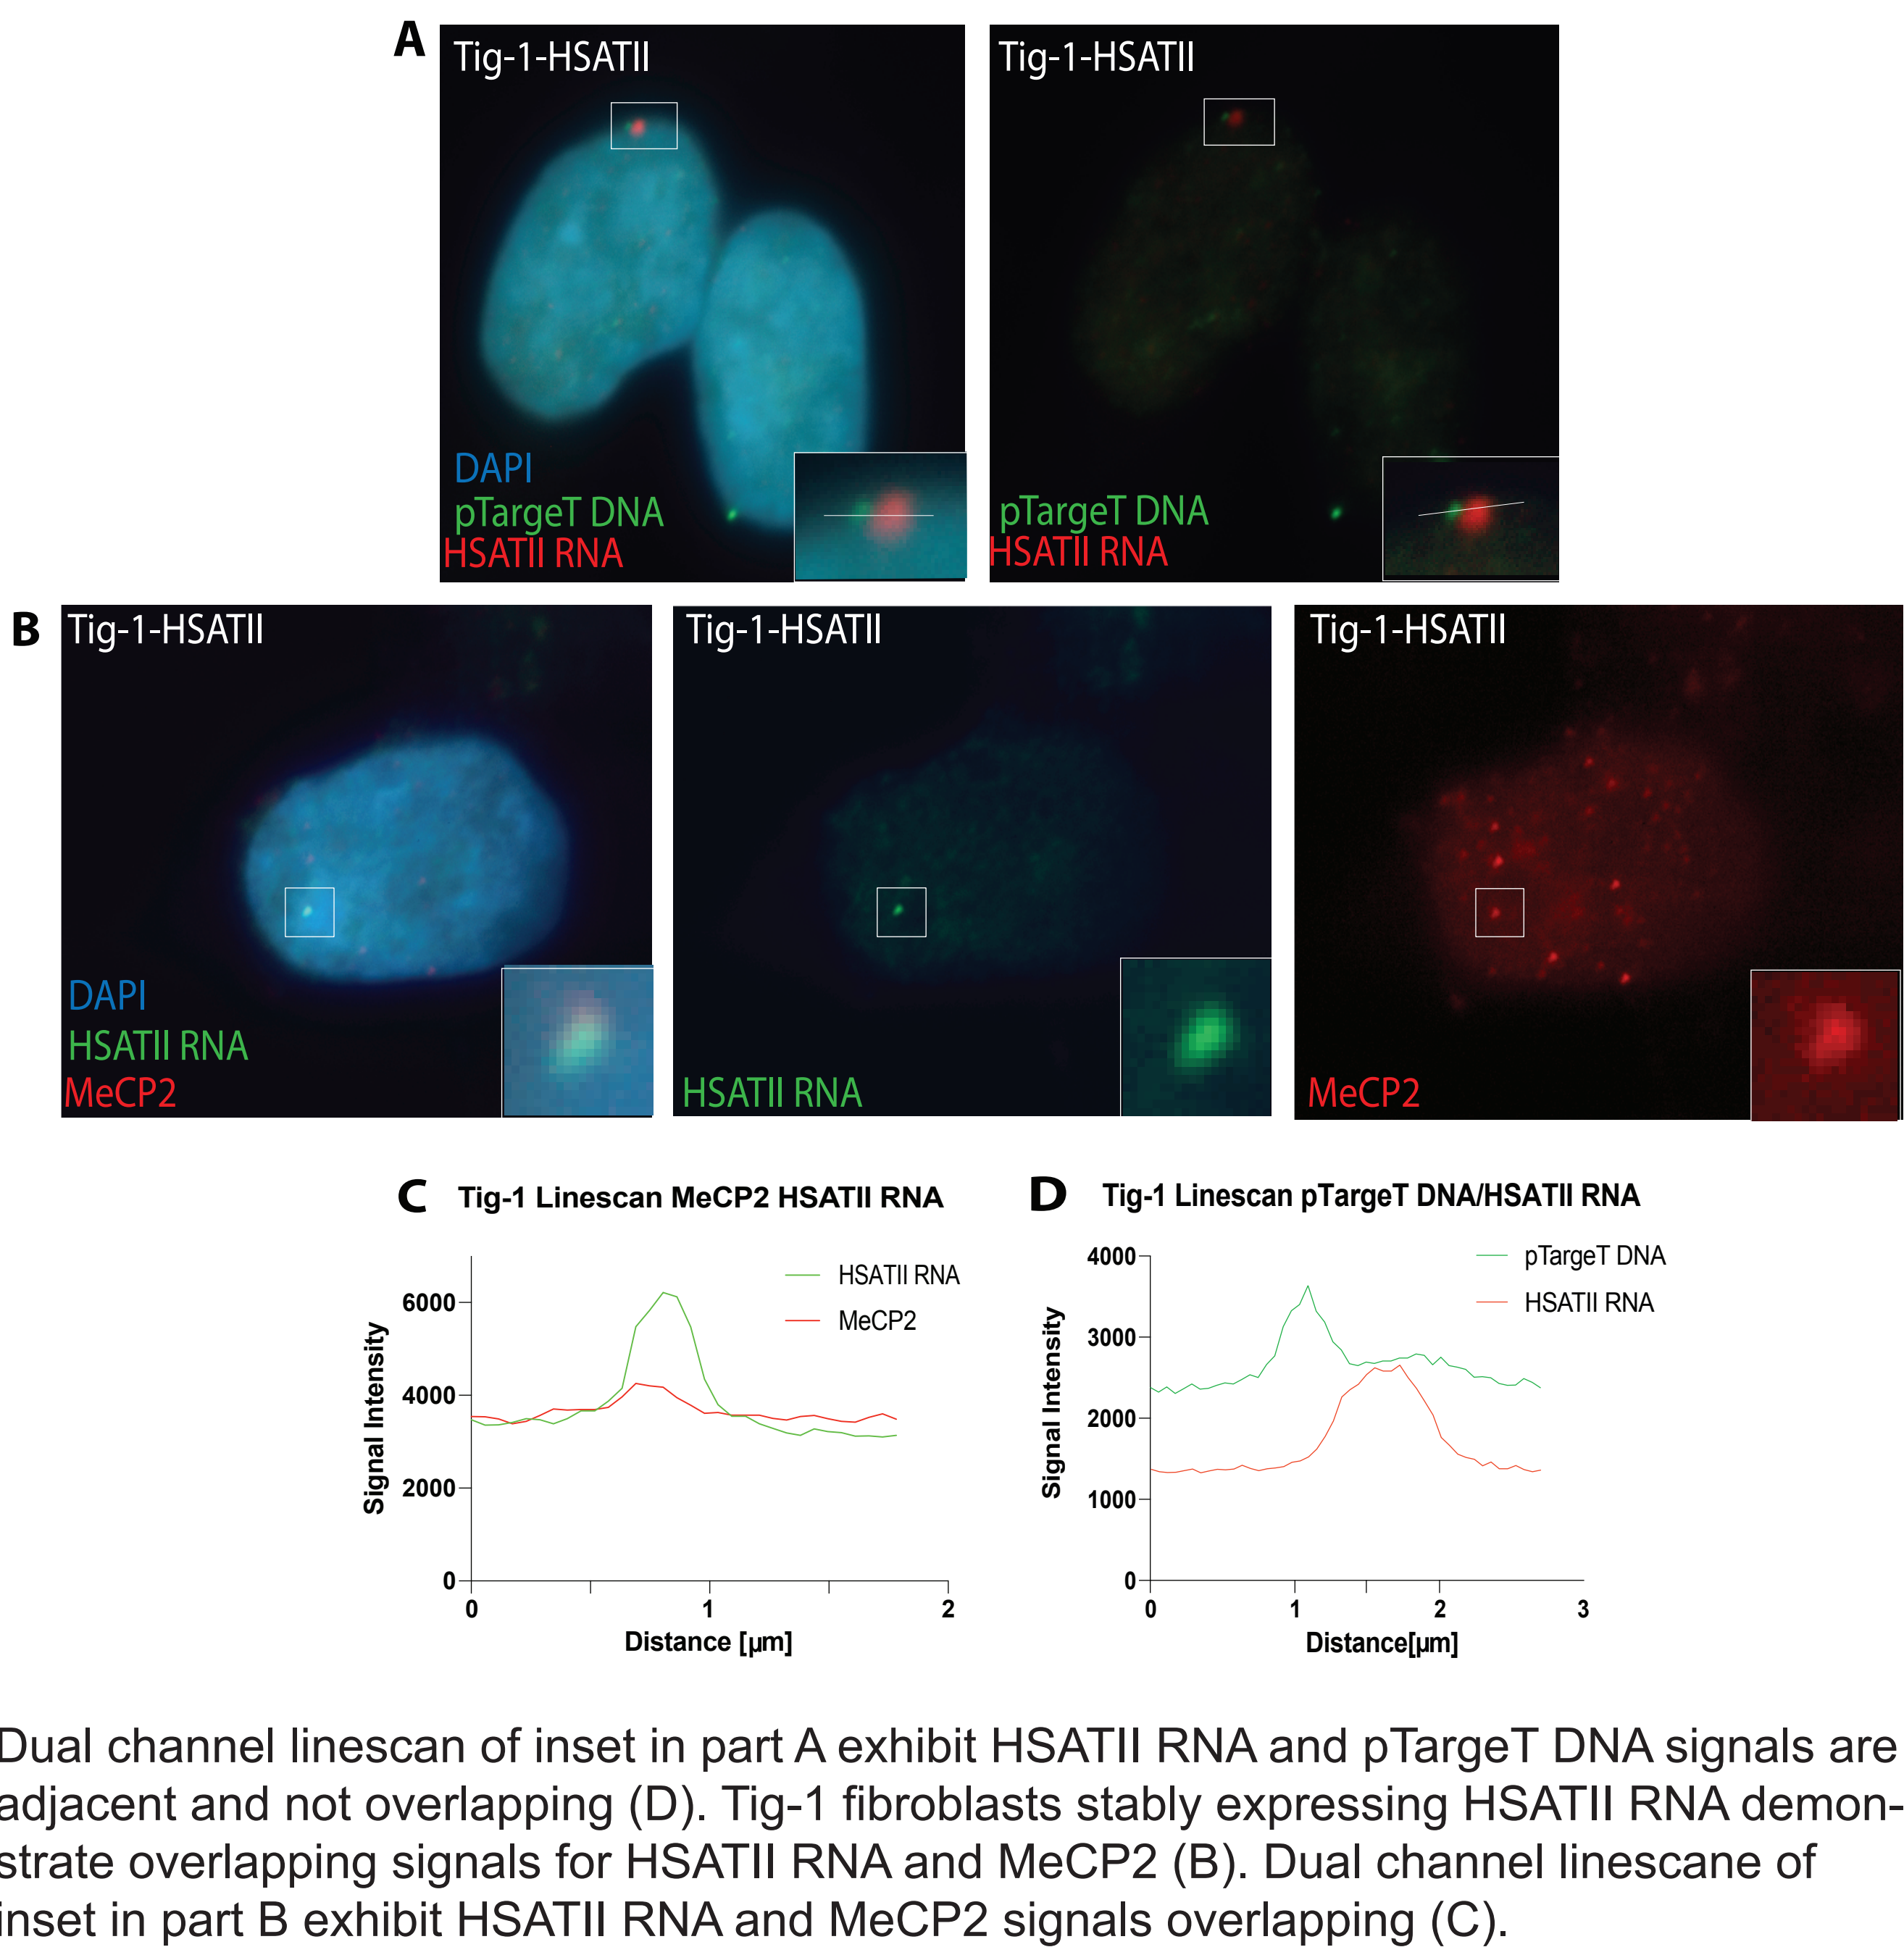 A
Tig-1-HSATII
DAPI
pTargeT DNA
HSATII RNA
Tig-1-HSATII
pTargeT DNA
HSATII RNA
B
Tig-1-HSATII
DAPI
HSATII RNA
MeCP2
Tig-1-HSATII
HSATII RNA
Tig-1-HSATII
MeCP2
C
Tig-1 Linescan MeCP2 HSATII RNA
HSATII RNA
MeCP2
Signal Intensity
6000
4000
2000
0
0 1 2
Distance [µm]
D
Tig-1 Linescan pTargeT DNA/HSATII RNA
pTargeT DNA
HSATII RNA
Signal Intensity
4000
3000
2000
1000
0
0 1 2 3
Distance[µm]
Dual channel linescan of inset in part A exhibit HSATII RNA and pTargeT DNA signals are
adjacent and not overlapping (D). Tig-1 fibroblasts stably expressing HSATII RNA demon-
strate overlapping signals for HSATII RNA and MeCP2 (B). Dual channel linescane of
inset in part B exhibit HSATII RNA and MeCP2 signals overlapping (C).